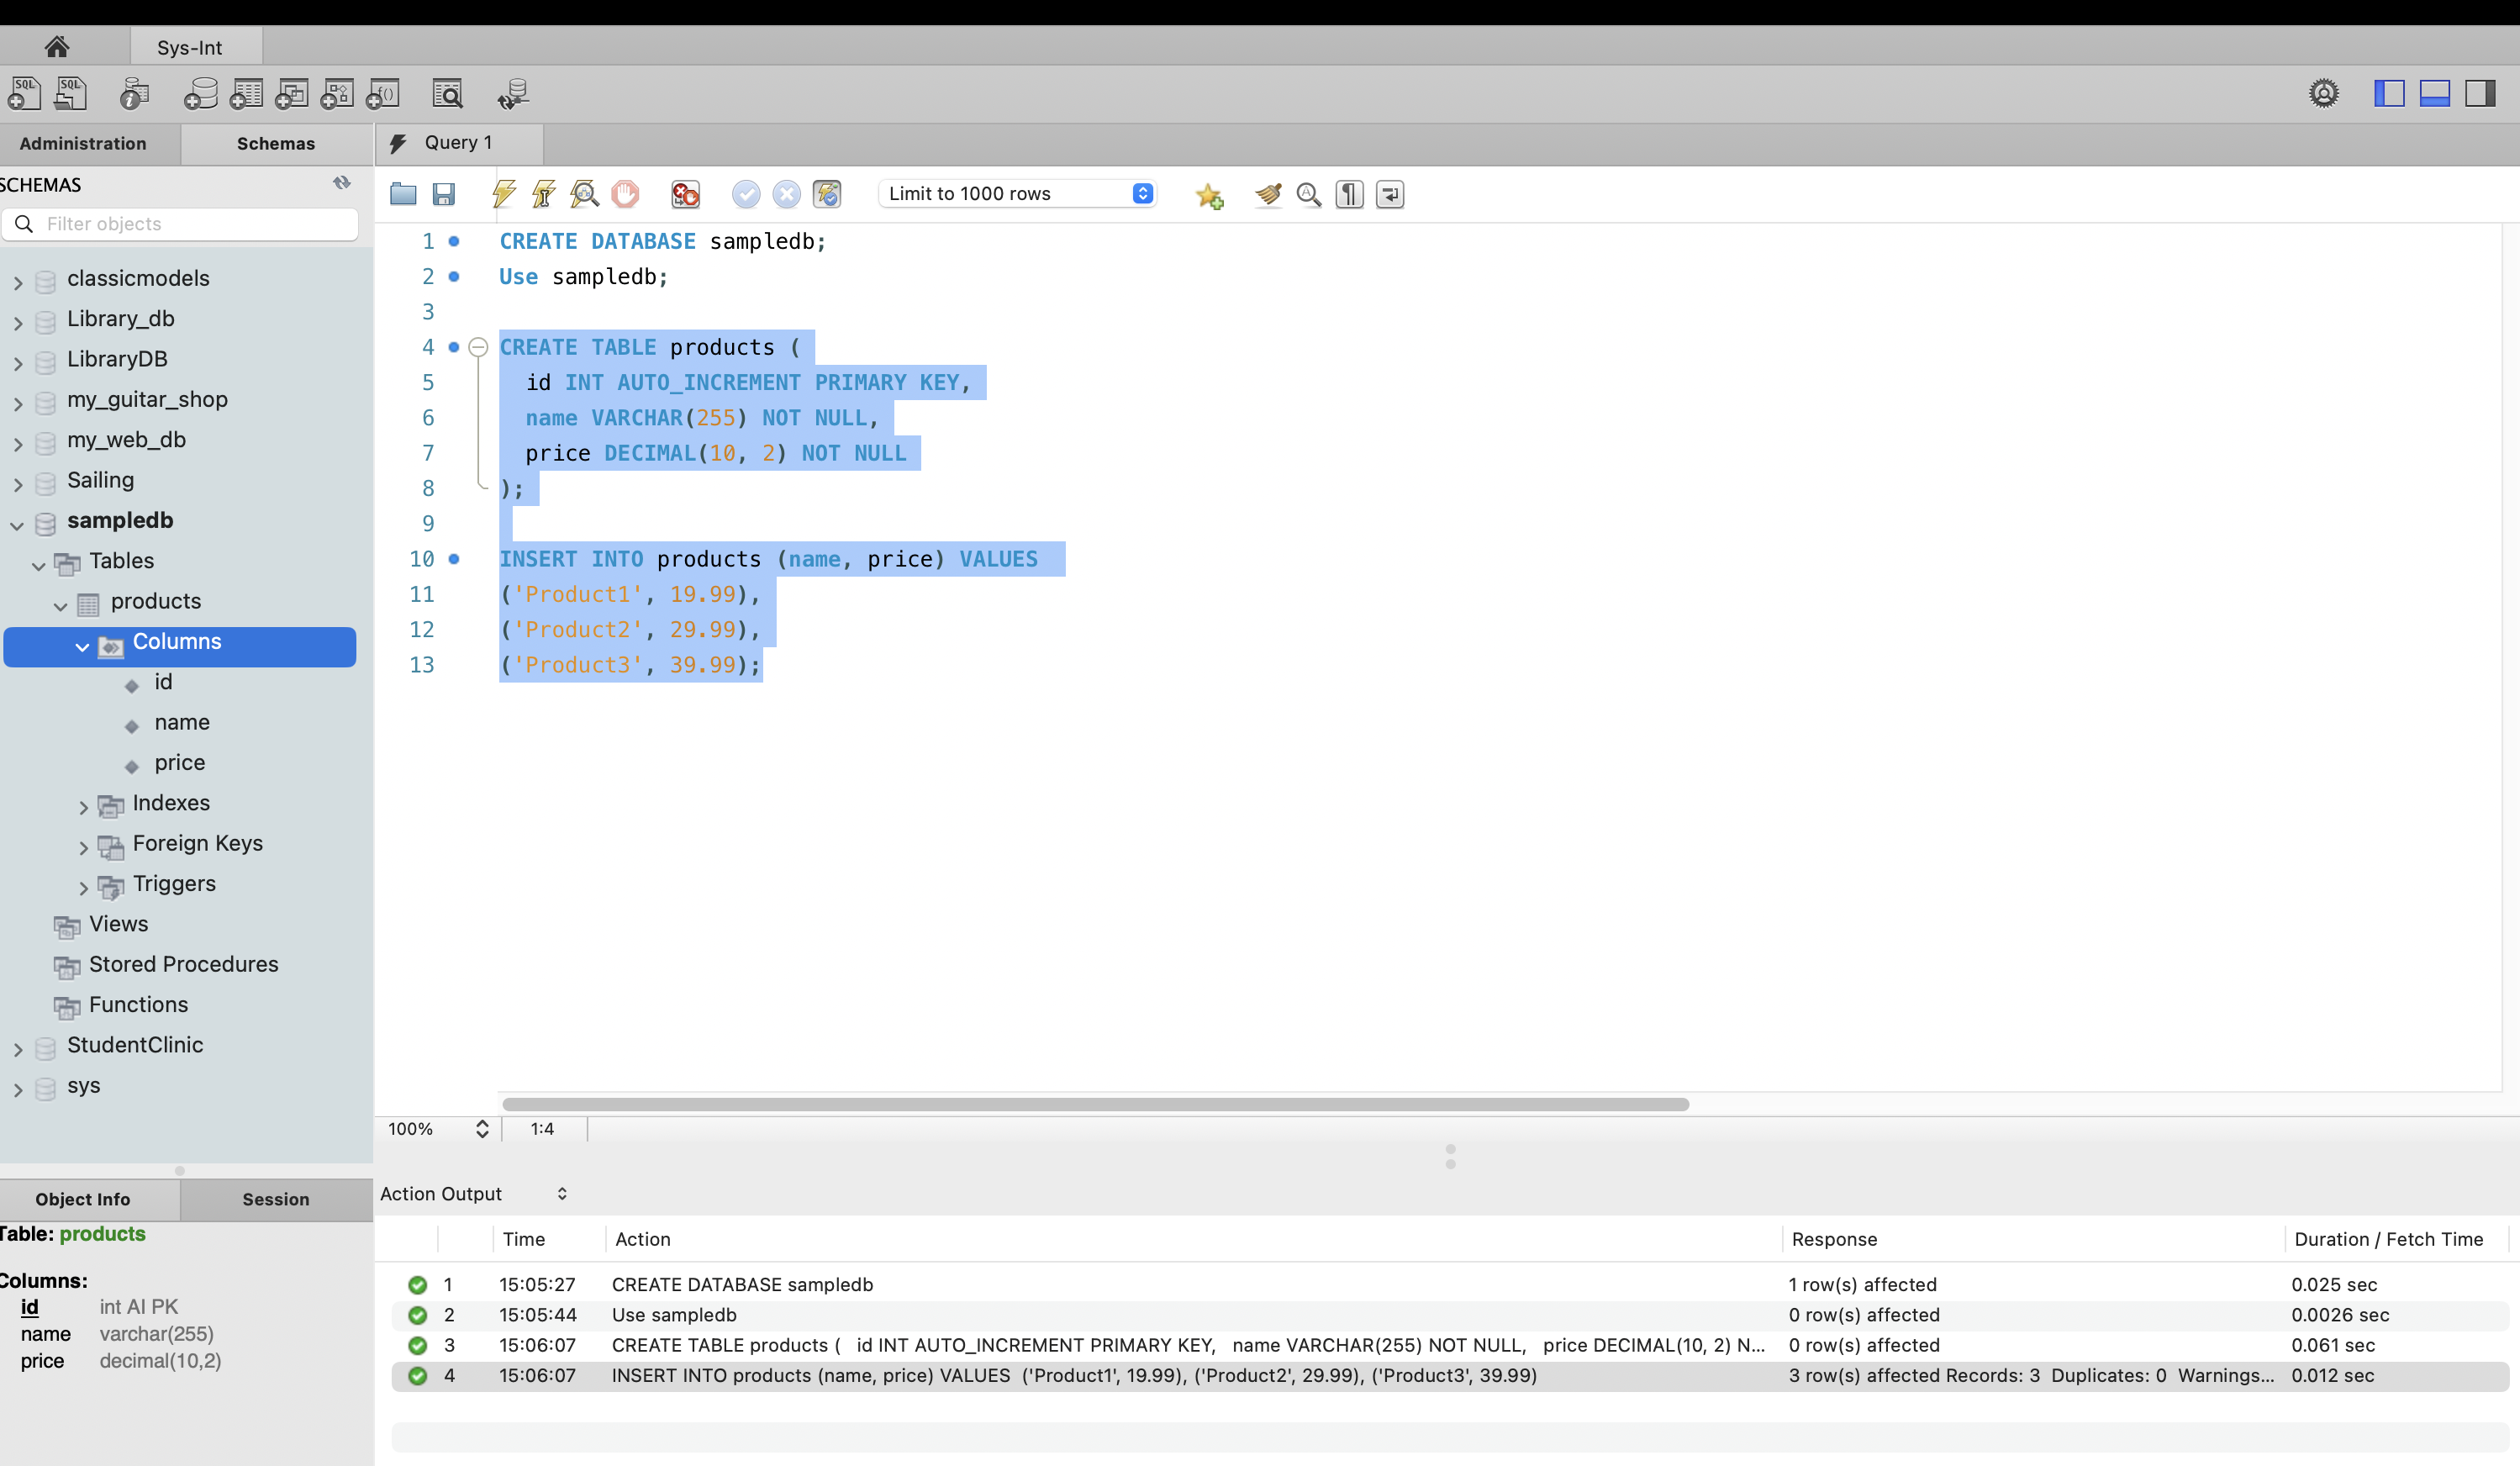 Sys-Int
SQL SQL
Administration Schemas
Query 1
SCHEMAS
Filter objects
Limit to 1000 rows
classicmodels
Library_db
LibraryDB
my_guitar_shop
my_web_db
Sailing
sampledb
Tables
products
Columns
id
name
price
Indexes
Foreign Keys
Triggers
Views
Stored Procedures
Functions
StudentClinic
sys
1 CREATE DATABASE sampledb;
2 Use sampledb;
3
4 CREATE TABLE products (
5 id INT AUTO_INCREMENT PRIMARY KEY,
6 name VARCHAR(255) NOT NULL,
7 price DECIMAL(10, 2) NOT NULL
8 );
9
10 INSERT INTO products (name, price) VALUES
11 ('Product1', 19.99),
12 ('Product2', 29.99),
13 ('Product3', 39.99);
100% 1:4
Object Info Session
Table: products
Columns:
id int AI PK
name varchar(255)
price decimal(10,2)
Action Output
Time Action Response Duration / Fetch Time
1 15:05:27 CREATE DATABASE sampledb 1 row(s) affected 0.025 sec
2 15:05:44 Use sampledb 0 row(s) affected 0.0026 sec
3 15:06:07 CREATE TABLE products ( id INT AUTO_INCREMENT PRIMARY KEY, name VARCHAR(255) NOT NULL, price DECIMAL(10, 2) N... 0 row(s) affected 0.061 sec
4 15:06:07 INSERT INTO products (name, price) VALUES ('Product1', 19.99), ('Product2', 29.99), ('Product3', 39.99) 3 row(s) affected Records: 3 Duplicates: 0 Warnings... 0.012 sec